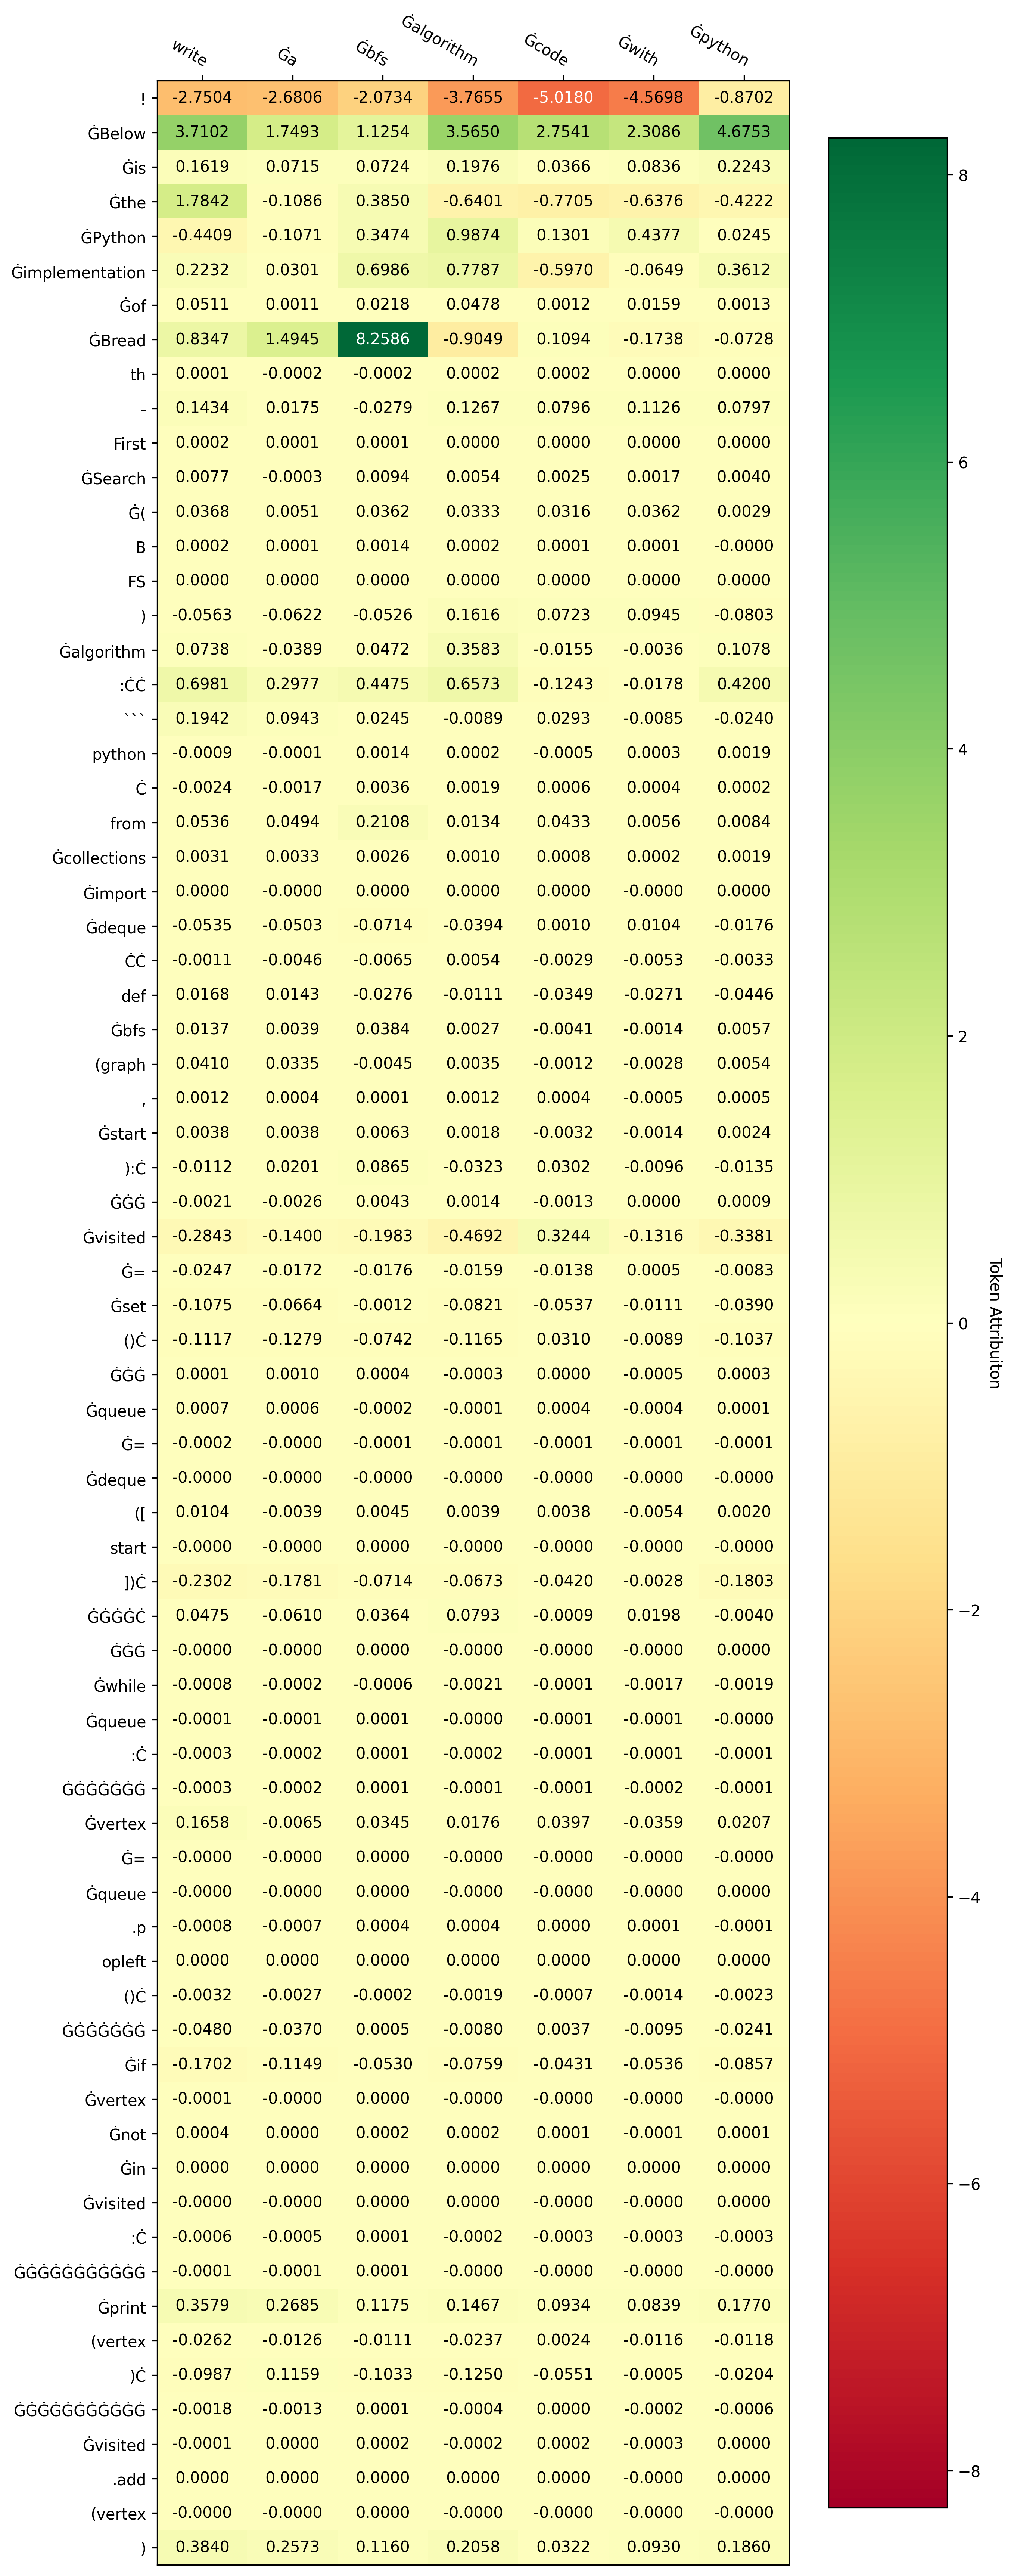 write Ġa Ġbfs Ġalgorithm Ġcode Ġwith Ġpython
! -2.7504 -2.6806 -2.0734 -3.7655 -5.0180 -4.5698 -0.8702
ĠBelow 3.7102 1.7493 1.1254 3.5650 2.7541 2.3086 4.6753
Ġis 0.1619 0.0715 0.0724 0.1976 0.0366 0.0836 0.2243
Ġthe 1.7842 -0.1086 0.3850 -0.6401 -0.7705 -0.6376 -0.4222
ĠPython -0.4409 -0.1071 0.3474 0.9874 0.1301 0.4377 0.0245
Ġimplementation 0.2232 0.0301 0.6986 0.7787 -0.5970 -0.0649 0.3612
Ġof 0.0511 0.0011 0.0218 0.0478 0.0012 0.0159 0.0013
ĠBread 0.8347 1.4945 8.2586 -0.9049 0.1094 -0.1738 -0.0728
th 0.0001 -0.0002 -0.0002 0.0002 0.0002 0.0000 0.0000
- 0.1434 0.0175 -0.0279 0.1267 0.0796 0.1126 0.0797
First 0.0002 0.0001 0.0001 0.0000 0.0000 0.0000 0.0000
ĠSearch 0.0077 -0.0003 0.0094 0.0054 0.0025 0.0017 0.0040
Ġ( 0.0368 0.0051 0.0362 0.0333 0.0316 0.0362 0.0029
B 0.0002 0.0001 0.0014 0.0002 0.0001 0.0001 -0.0000
FS 0.0000 0.0000 0.0000 0.0000 0.0000 0.0000 0.0000
) -0.0563 -0.0622 -0.0526 0.1616 0.0723 0.0945 -0.0803
Ġalgorithm 0.0738 -0.0389 0.0472 0.3583 -0.0155 -0.0036 0.1078
:ĊĊ 0.6981 0.2977 0.4475 0.6573 -0.1243 -0.0178 0.4200
``` 0.1942 0.0943 0.0245 -0.0089 0.0293 -0.0085 -0.0240
python -0.0009 -0.0001 0.0014 0.0002 -0.0005 0.0003 0.0019
Ċ -0.0024 -0.0017 0.0036 0.0019 0.0006 0.0004 0.0002
from 0.0536 0.0494 0.2108 0.0134 0.0433 0.0056 0.0084
Ġcollections 0.0031 0.0033 0.0026 0.0010 0.0008 0.0002 0.0019
Ġimport 0.0000 -0.0000 0.0000 0.0000 0.0000 -0.0000 0.0000
Ġdeque -0.0535 -0.0503 -0.0714 -0.0394 0.0010 0.0104 -0.0176
ĊĊ -0.0011 -0.0046 -0.0065 0.0054 -0.0029 -0.0053 -0.0033
def 0.0168 0.0143 -0.0276 -0.0111 -0.0349 -0.0271 -0.0446
Ġbfs 0.0137 0.0039 0.0384 0.0027 -0.0041 -0.0014 0.0057
(graph 0.0410 0.0335 -0.0045 0.0035 -0.0012 -0.0028 0.0054
, 0.0012 0.0004 0.0001 0.0012 0.0004 -0.0005 0.0005
Ġstart 0.0038 0.0038 0.0063 0.0018 -0.0032 -0.0014 0.0024
):Ċ -0.0112 0.0201 0.0865 -0.0323 0.0302 -0.0096 -0.0135
ĠĠĠ -0.0021 -0.0026 0.0043 0.0014 -0.0013 0.0000 0.0009
Ġvisited -0.2843 -0.1400 -0.1983 -0.4692 0.3244 -0.1316 -0.3381
Ġ= -0.0247 -0.0172 -0.0176 -0.0159 -0.0138 0.0005 -0.0083
Ġset -0.1075 -0.0664 -0.0012 -0.0821 -0.0537 -0.0111 -0.0390
()Ċ -0.1117 -0.1279 -0.0742 -0.1165 0.0310 -0.0089 -0.1037
ĠĠĠ 0.0001 0.0010 0.0004 -0.0003 0.0000 -0.0005 0.0003
Ġqueue 0.0007 0.0006 -0.0002 -0.0001 0.0004 -0.0004 0.0001
Ġ= -0.0002 -0.0000 -0.0001 -0.0001 -0.0001 -0.0001 -0.0001
Ġdeque -0.0000 -0.0000 -0.0000 -0.0000 -0.0000 -0.0000 -0.0000
([ 0.0104 -0.0039 0.0045 0.0039 0.0038 -0.0054 0.0020
start -0.0000 -0.0000 -0.0000 -0.0000 -0.0000 -0.0000 -0.0000
])Ċ -0.2302 -0.1781 -0.0714 -0.0673 -0.0420 -0.0028 -0.1803
ĠĠĠĠĊ 0.0475 -0.0610 0.0364 0.0793 -0.0009 0.0198 -0.0040
ĠĠĠ -0.0000 -0.0000 -0.0000 -0.0000 -0.0000 -0.0000 0.0000
Ġwhile -0.0008 -0.0002 -0.0006 -0.0021 -0.0001 -0.0017 -0.0019
Ġqueue -0.0001 -0.0001 0.0001 -0.0000 -0.0001 -0.0001 -0.0000
:Ċ -0.0003 -0.0002 0.0001 -0.0002 -0.0001 -0.0001 -0.0001
ĠĠĠĠĠĠĠ -0.0003 -0.0002 0.0001 -0.0001 -0.0001 -0.0002 -0.0001
Ġvertex 0.1658 -0.0065 0.0345 0.0176 0.0397 -0.0359 0.0207
Ġ= -0.0000 -0.0000 0.0000 -0.0000 -0.0000 -0.0000 -0.0000
Ġqueue -0.0000 -0.0000 0.0000 -0.0000 -0.0000 -0.0000 0.0000
.p -0.0008 -0.0007 0.0004 0.0004 0.0000 0.0001 -0.0001
opleft 0.0000 0.0000 0.0000 0.0000 0.0000 0.0000 0.0000
()Ċ -0.0032 -0.0027 -0.0002 -0.0019 -0.0007 -0.0014 -0.0023
ĠĠĠĠĠĠĠ -0.0480 -0.0370 0.0005 -0.0080 0.0037 -0.0095 -0.0241
Ġif -0.1702 -0.1149 -0.0530 -0.0759 -0.0431 -0.0536 -0.0857
Ġvertex -0.0001 -0.0000 0.0000 -0.0000 -0.0000 -0.0000 -0.0000
Ġnot 0.0004 0.0000 0.0002 0.0002 0.0001 -0.0001 0.0001
Ġin 0.0000 0.0000 0.0000 0.0000 0.0000 -0.0000 0.0000
Ġvisited -0.0000 -0.0000 0.0000 -0.0000 0.0000 -0.0000 -0.0000
:Ċ -0.0006 -0.0005 0.0001 -0.0002 -0.0003 -0.0003 -0.0003
ĠĠĠĠĠĠĠĠĠĠĠ -0.0001 -0.0001 0.0001 -0.0000 -0.0000 -0.0000 -0.0000
Ġprint 0.3579 0.2685 0.1175 0.1467 0.0934 0.0839 0.1770
(vertex -0.0262 -0.0126 -0.0111 -0.0237 0.0024 -0.0116 -0.0118
)Ċ -0.0987 0.1159 -0.1033 -0.1250 -0.0551 -0.0005 -0.0204
ĠĠĠĠĠĠĠĠĠĠĠ -0.0018 -0.0013 0.0001 -0.0004 0.0000 -0.0002 -0.0006
Ġvisited -0.0001 0.0000 0.0002 -0.0002 0.0002 -0.0003 0.0000
.add 0.0000 0.0000 0.0000 0.0000 0.0000 -0.0000 0.0000
(vertex -0.0000 -0.0000 0.0000 -0.0000 0.0000 -0.0000 0.0000
) 0.3840 0.2573 0.1160 0.2058 0.0322 0.0930 0.1860
8
6
4
2
0
−2
−4
−6
−8
Token Attribuiton